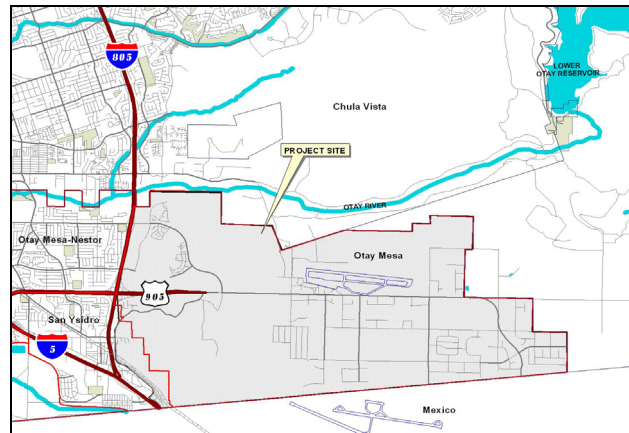 805
LOWER
OTAY RESERVOIR
Chula Vista
PROJECT SITE
OTAY RIVER
Otay Mesa-Nestor
Otay Mesa
905
San Ysidro
5
Mexico